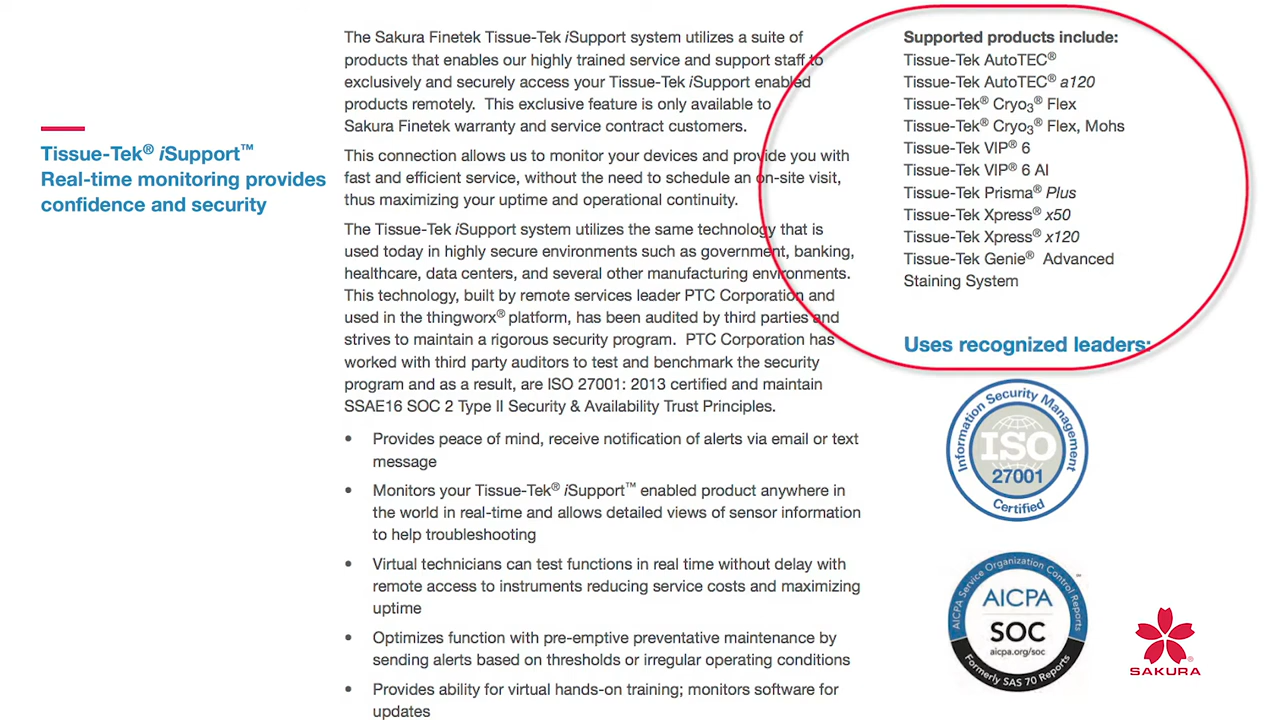 Tissue-Tek® iSupport™
Real-time monitoring provides
confidence and security
The Sakura Finetek Tissue-Tek iSupport system utilizes a suite of
products that enables our highly trained service and support staff to
exclusively and securely access your Tissue-Tek iSupport enabled
products remotely.  This exclusive feature is only available to
Sakura Finetek warranty and service contract customers.
This connection allows us to monitor your devices and provide you with
fast and efficient service, without the need to schedule an on-site visit,
thus maximizing your uptime and operational continuity.
The Tissue-Tek iSupport system utilizes the same technology that is
used today in highly secure environments such as government, banking,
healthcare, data centers, and several other manufacturing environments.
This technology, built by remote services leader PTC Corporation and
used in the thingworx® platform, has been audited by third parties and
strives to maintain a rigorous security program.  PTC Corporation has
worked with third party auditors to test and benchmark the security
program and as a result, are ISO 27001: 2013 certified and maintain
SSAE16 SOC 2 Type II Security & Availability Trust Principles.
• Provides peace of mind, receive notification of alerts via email or text
message
• Monitors your Tissue-Tek® iSupport™ enabled product anywhere in
the world in real-time and allows detailed views of sensor information
to help troubleshooting
• Virtual technicians can test functions in real time without delay with
remote access to instruments reducing service costs and maximizing
uptime
• Optimizes function with pre-emptive preventative maintenance by
sending alerts based on thresholds or irregular operating conditions
• Provides ability for virtual hands-on training; monitors software for
updates
Supported products include:
Tissue-Tek AutoTEC®
Tissue-Tek AutoTEC® a120
Tissue-Tek® Cryo₃® Flex
Tissue-Tek® Cryo₃® Flex, Mohs
Tissue-Tek VIP® 6
Tissue-Tek VIP® 6 AI
Tissue-Tek Prisma® Plus
Tissue-Tek Xpress® x50
Tissue-Tek Xpress® x120
Tissue-Tek Genie®  Advanced
Staining System
Uses recognized leaders:
Information Security Management
ISO
27001
Certified
AICPA Service Organization Control Reports
AICPA
SOC
aicpa.org/soc
Formerly SAS 70 Reports
SAKURA